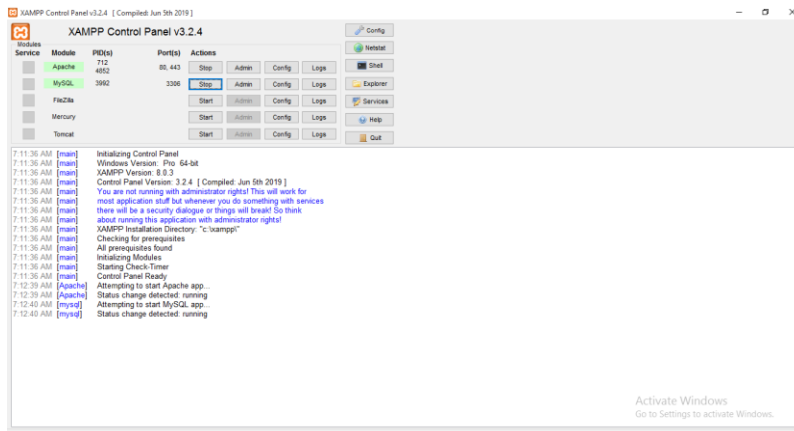 XAMPP Control Panel v3.2.4 [ Compiled: Jun 5th 2019 ]
XAMPP Control Panel v3.2.4
Config
Modules
Service Module PID(s) Port(s) Actions
Netstat
Apache 712 4652 80, 443 Stop Admin Config Logs
Shell
MySQL 3992 3306 Stop Admin Config Logs
Explorer
FileZilla Start Admin Config Logs
Services
Mercury Start Admin Config Logs
Help
Tomcat Start Admin Config Logs
Quit
7:11:36 AM [main] Initializing Control Panel
7:11:36 AM [main] Windows Version: Pro 64-bit
7:11:36 AM [main] XAMPP Version: 8.0.3
7:11:36 AM [main] Control Panel Version: 3.2.4 [ Compiled: Jun 5th 2019 ]
7:11:36 AM [main] You are not running with administrator rights! This will work for
7:11:36 AM [main] most application stuff but whenever you do something with services
7:11:36 AM [main] there will be a security dialogue or things will break! So think
7:11:36 AM [main] about running this application with administrator rights!
7:11:36 AM [main] XAMPP Installation Directory: "c:\xampp\"
7:11:36 AM [main] Checking for prerequisites
7:11:36 AM [main] All prerequisites found
7:11:36 AM [main] Initializing Modules
7:11:36 AM [main] Starting Check-Timer
7:11:36 AM [main] Control Panel Ready
7:12:39 AM [Apache] Attempting to start Apache app...
7:12:39 AM [Apache] Status change detected: running
7:12:40 AM [mysql] Attempting to start MySQL app...
7:12:40 AM [mysql] Status change detected: running
Activate Windows
Go to Settings to activate Windows.